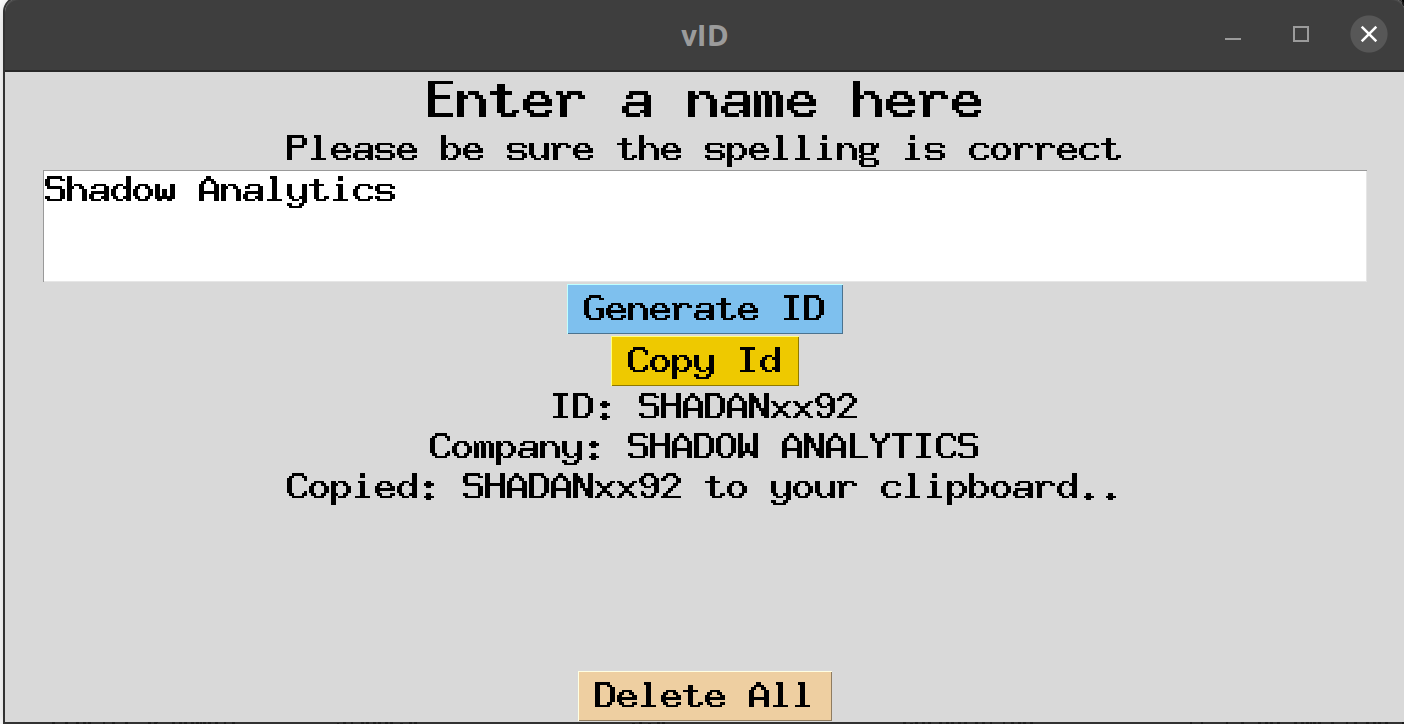 vID
Enter a name here
Please be sure the spelling is correct
Shadow Analytics
Generate ID
Copy Id
ID: SHADANxx92
Company: SHADOW ANALYTICS
Copied: SHADANxx92 to your clipboard..
Delete All